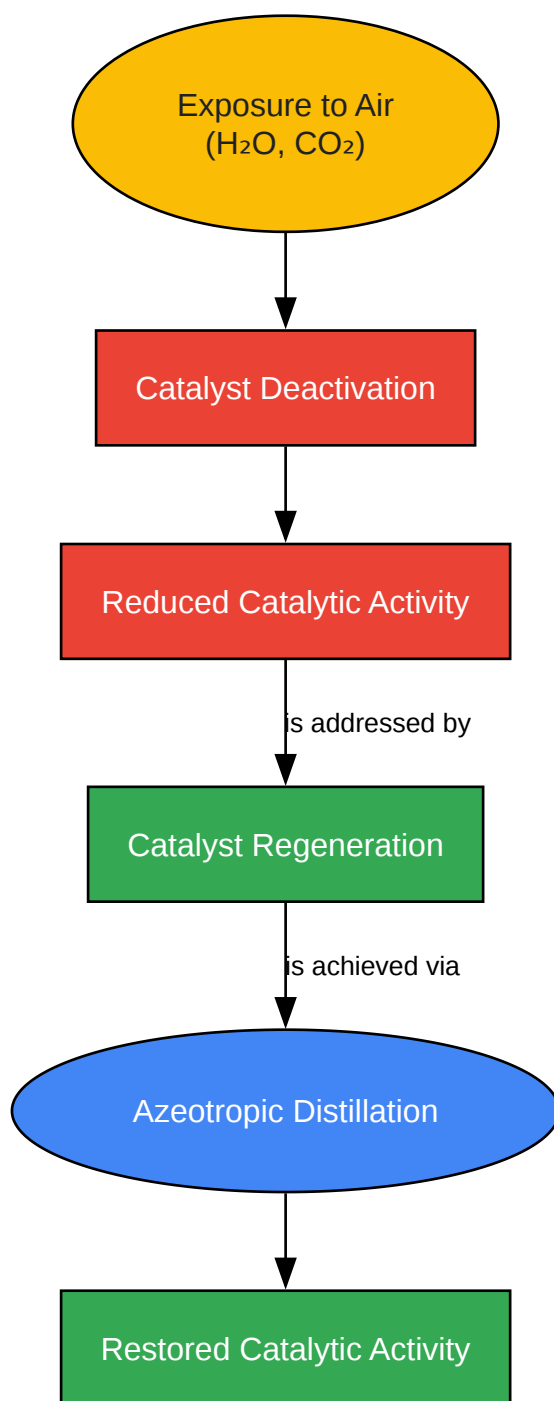 Exposure to Air
(H₂O, CO₂)
Catalyst Deactivation
Reduced Catalytic Activity
is addressed by
Catalyst Regeneration
is achieved via
Azeotropic Distillation
Restored Catalytic Activity